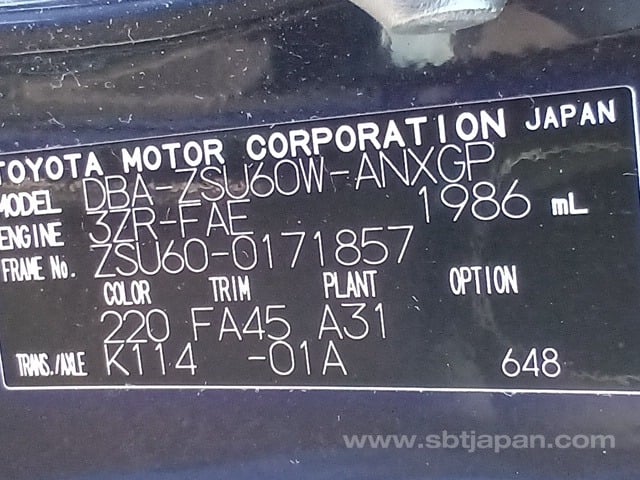 TOYOTA MOTOR CORPORATION JAPAN
MODEL DBA-ZSU60W-ANXGP
ENGINE 3ZR-FAE 1986 mL
FRAME No. ZSU60-0171857
COLOR TRIM PLANT OPTION
220 FA45 A31
TRANS./AXLE K114 -01A 648
www.sbtjapan.com